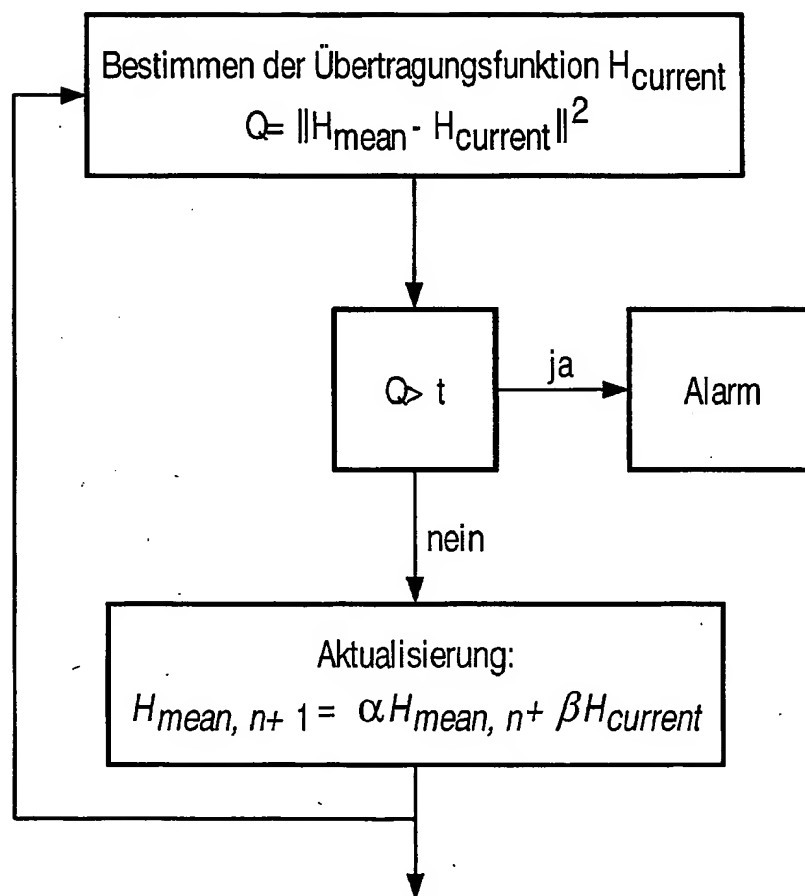 Bestimmen der Übertragungsfunktion H_current
Q= ||H_mean - H_current||²
Q> t
ja
Alarm
nein
Aktualisierung:
H_mean, n+ 1 = αH_mean, n + βH_current